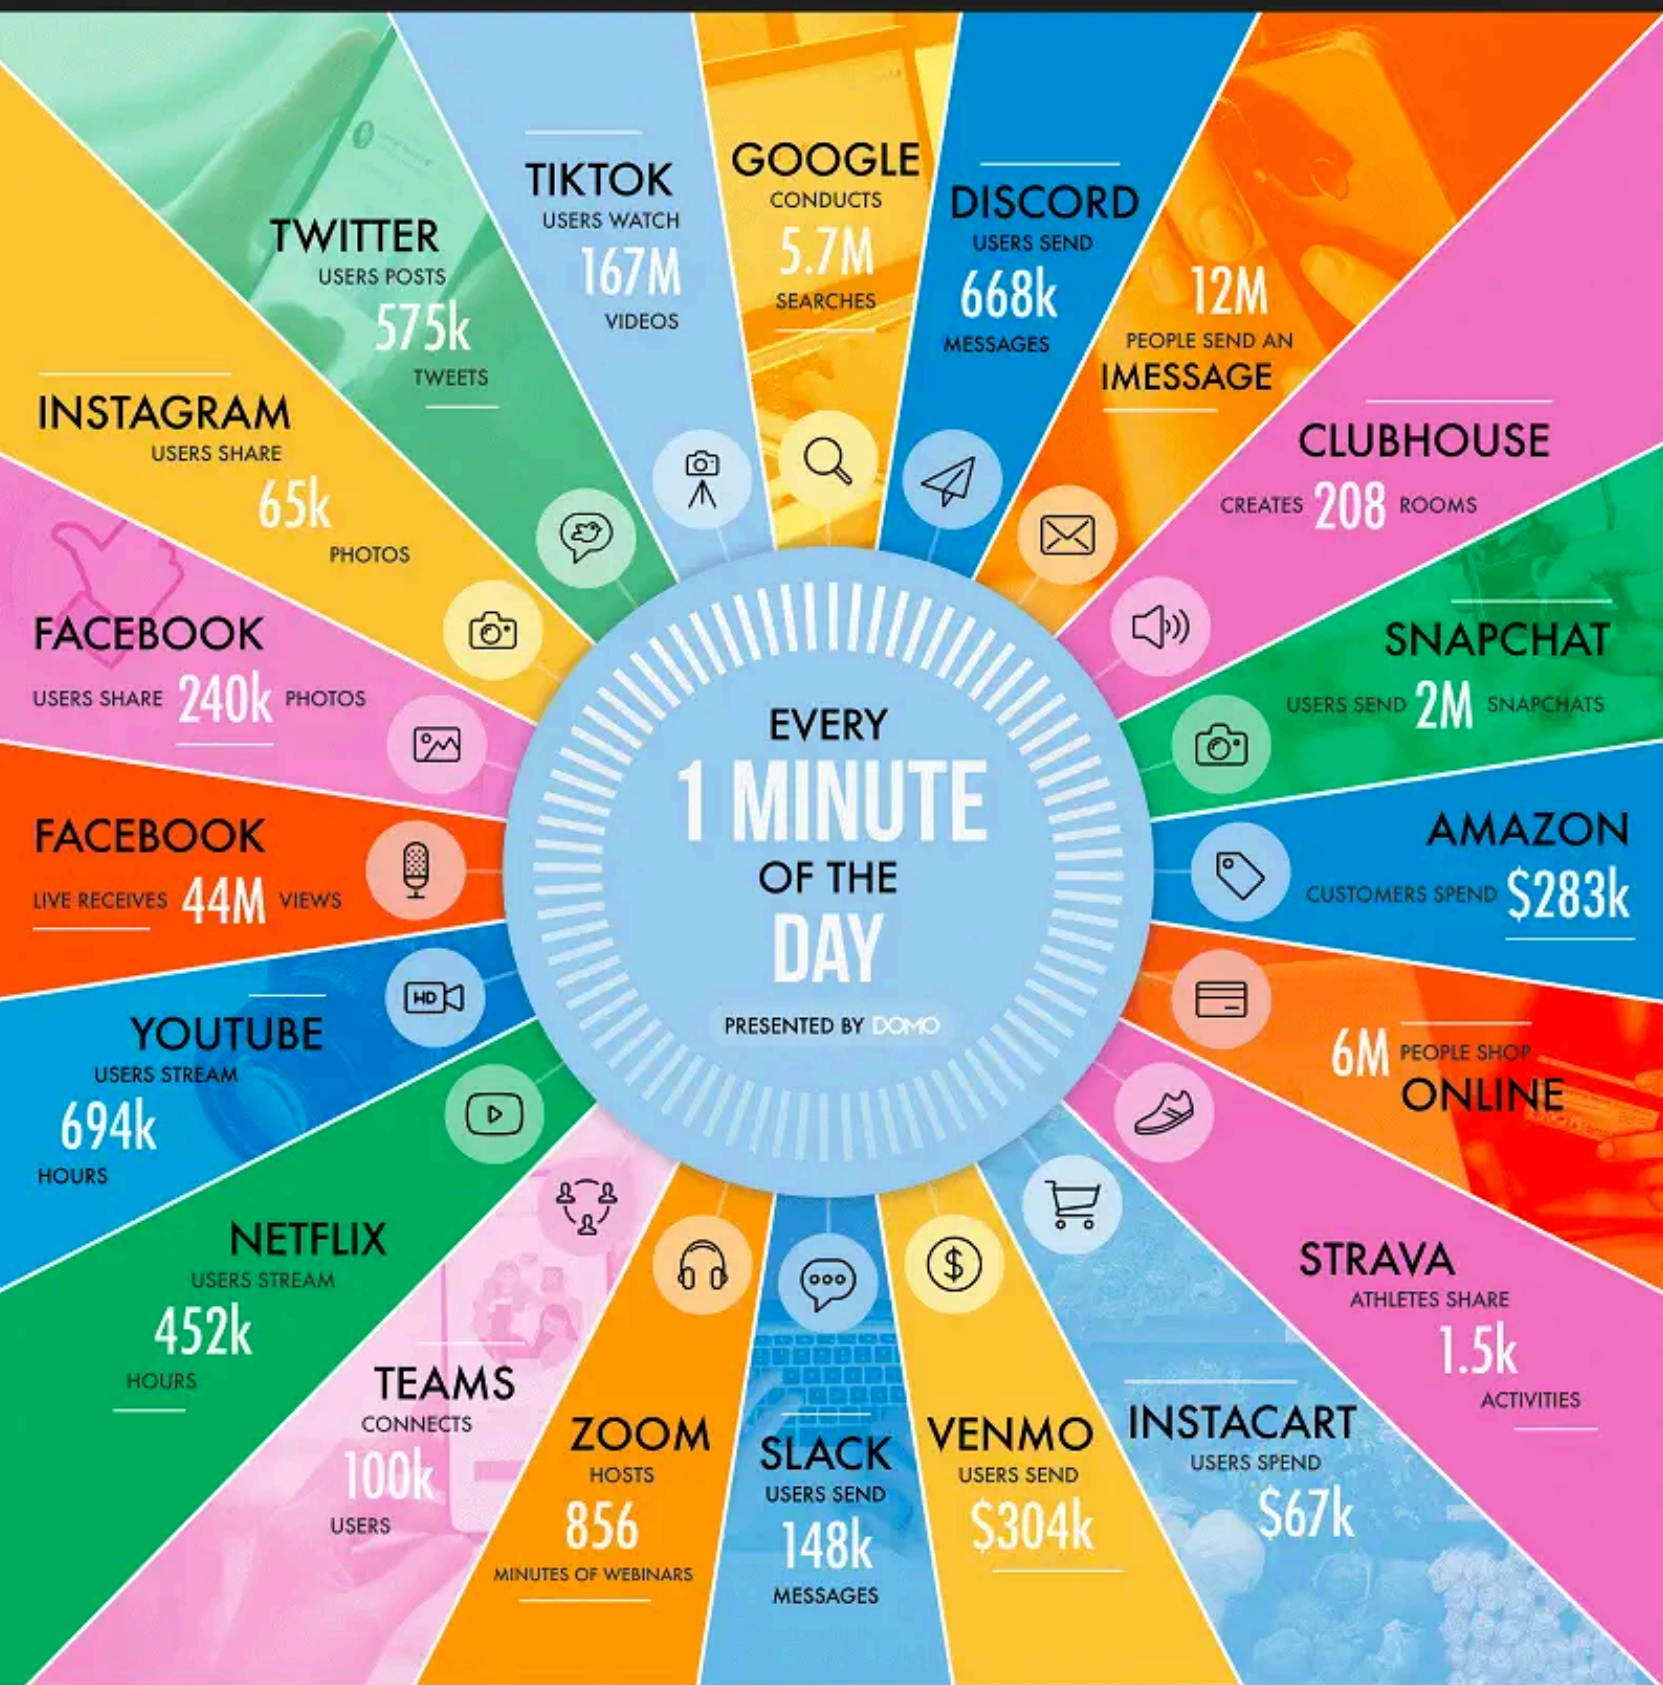 GOOGLE
CONDUCTS
5.7M
SEARCHES
DISCORD
USERS SEND
668k
MESSAGES
12M
PEOPLE SEND AN
IMESSAGE
CLUBHOUSE
CREATES 208 ROOMS
SNAPCHAT
USERS SEND 2M SNAPCHATS
AMAZON
CUSTOMERS SPEND $283k
6M PEOPLE SHOP
ONLINE
STRAVA
ATHLETES SHARE
1.5k
ACTIVITIES
INSTACART
USERS SPEND
$67k
VENMO
USERS SEND
$304k
SLACK
USERS SEND
148k
MESSAGES
ZOOM
HOSTS
856
MINUTES OF WEBINARS
TEAMS
CONNECTS
100k
USERS
NETFLIX
USERS STREAM
452k
HOURS
YOUTUBE
USERS STREAM
694k
HOURS
HD
FACEBOOK
LIVE RECEIVES 44M VIEWS
FACEBOOK
USERS SHARE 240k PHOTOS
INSTAGRAM
USERS SHARE
65k
PHOTOS
TWITTER
USERS POSTS
575k
TWEETS
TIKTOK
USERS WATCH
167M
VIDEOS
EVERY
1 MINUTE
OF THE
DAY
PRESENTED BY DOMO